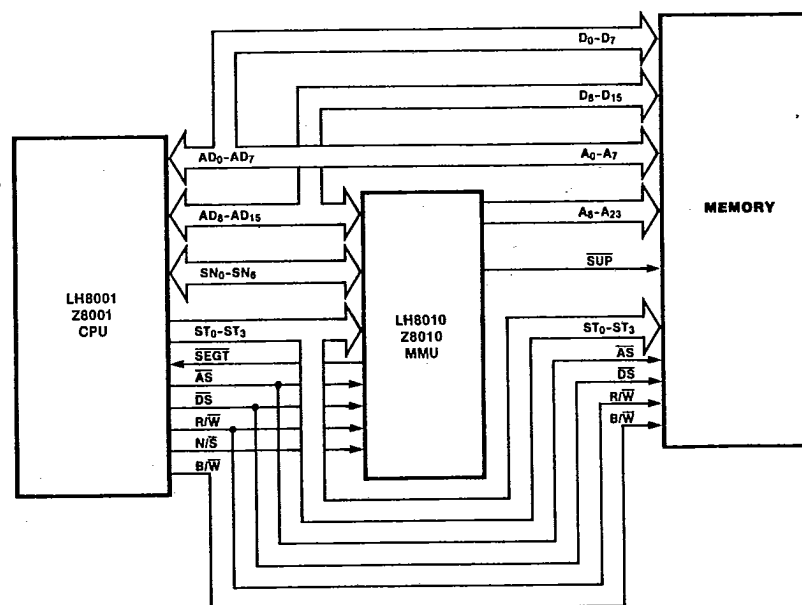 D0-D7
D8-D15
AD0-AD7
A0-A7
MEMORY
AD8-AD15
A8-A23
SUP
SN0-SN6
LH8001
Z8001
CPU
LH8010
Z8010
MMU
ST0-ST3
ST0-ST3
SEGT
AS
AS
DS
DS
R/W
R/W
N/S
B/W
B/W